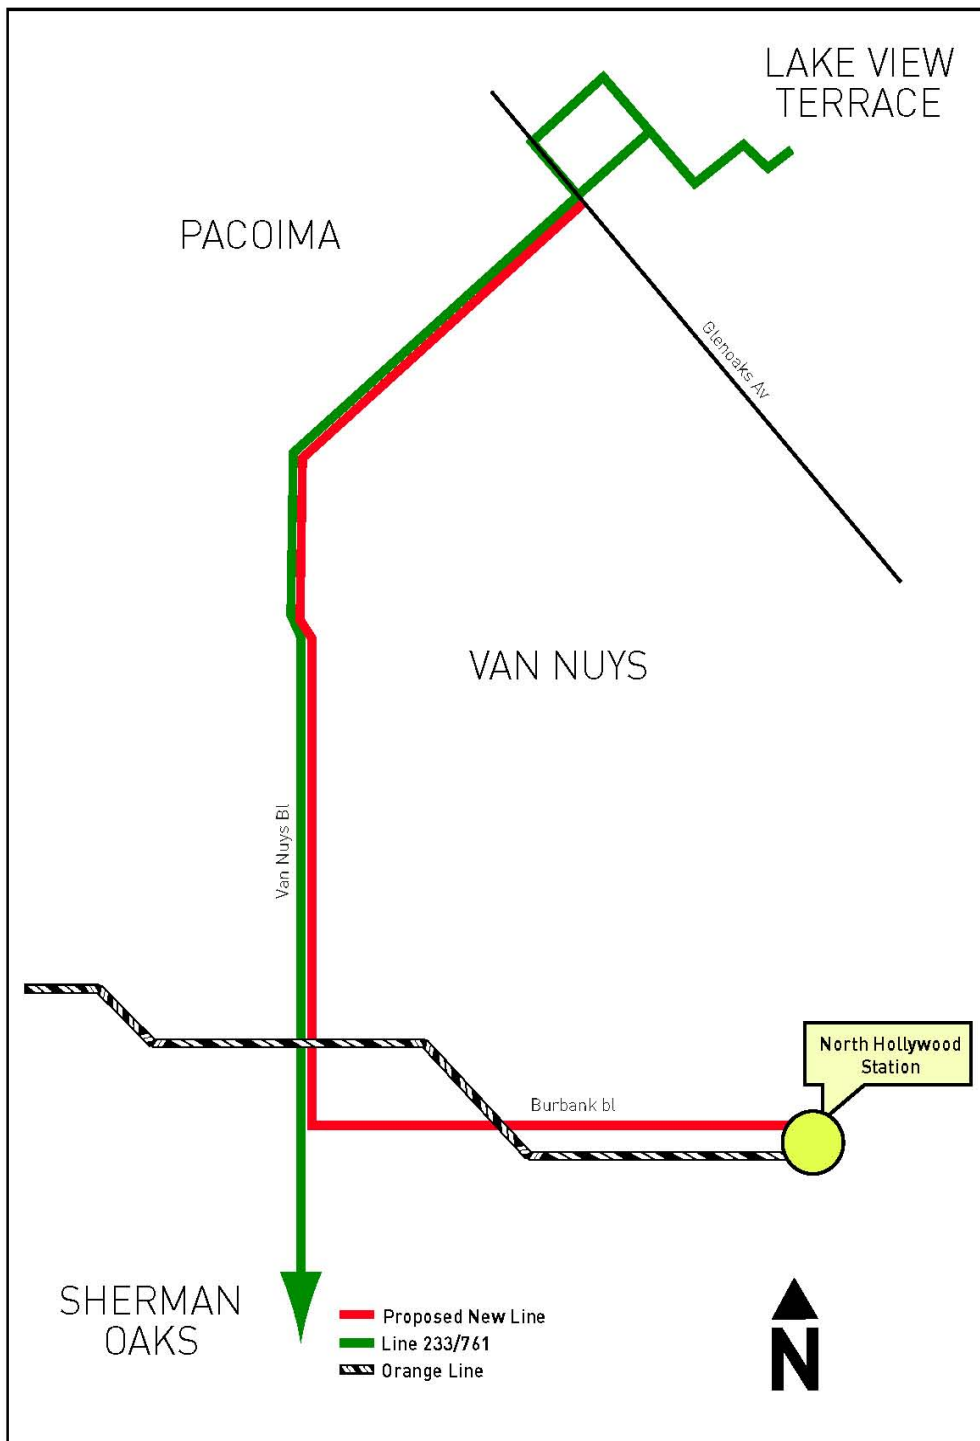 LAKE VIEW
TERRACE
PACOIMA
Glenoaks Av
VAN NUYS
Van Nuys Bl
North Hollywood
Station
Burbank bl
SHERMAN
OAKS
Proposed New Line
Line 233/761
Orange Line
N